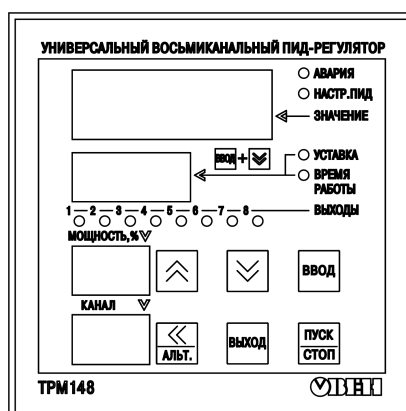 УНИВЕРСАЛЬНЫЙ ВОСЬМИКАНАЛЬНЫЙ ПИД-РЕГУЛЯТОР
АВАРИЯ
НАСТР.ПИД
ЗНАЧЕНИЕ
ВВОД +
УСТАВКА
ВРЕМЯ
РАБОТЫ
1 2 3 4 5 6 7 8 ВЫХОДЫ
МОЩНОСТЬ,%
ВВОД
КАНАЛ
АЛЬТ.
ВЫХОД
ПУСК
СТОП
ТРМ148 ОВЕН